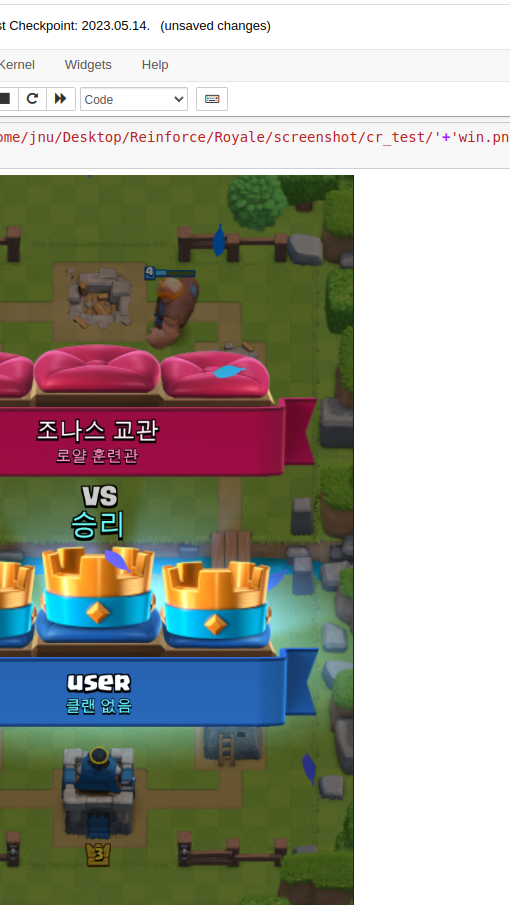 st Checkpoint: 2023.05.14. (unsaved changes)
Kernel Widgets Help
Code
ome/jnu/Desktop/Reinforce/Royale/screenshot/cr_test/'+'win.pn
4
조나스 교관
로얄 훈련관
VS
승리
user
클랜 없음
3